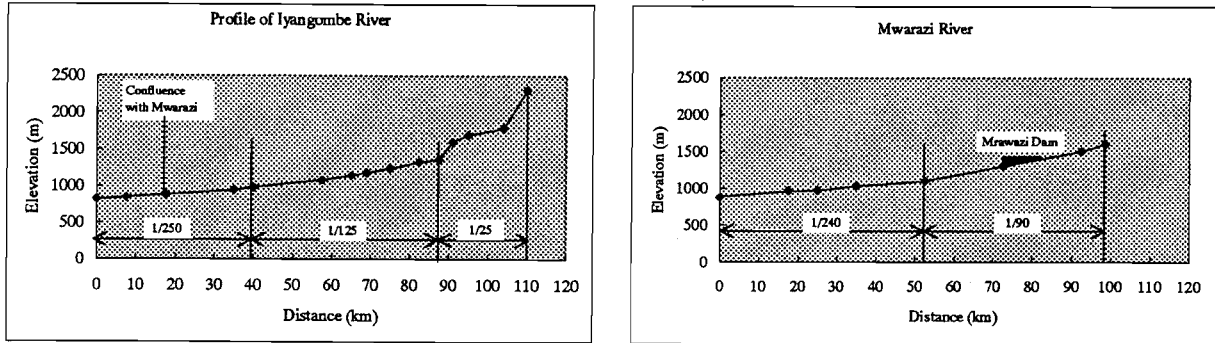 Profile of Iyangombe River
2500
2000
1500
1000
500
0
Elevation (m)
Confluence
with Mwarazi
1/250
1/125
1/25
0 10 20 30 40 50 60 70 80 90 100 110 120
Distance (km)
Mwarazi River
2500
2000
1500
1000
500
0
Elevation (m)
Mrawazi Dam
1/240
1/90
0 10 20 30 40 50 60 70 80 90 100 110 120
Distance (km)